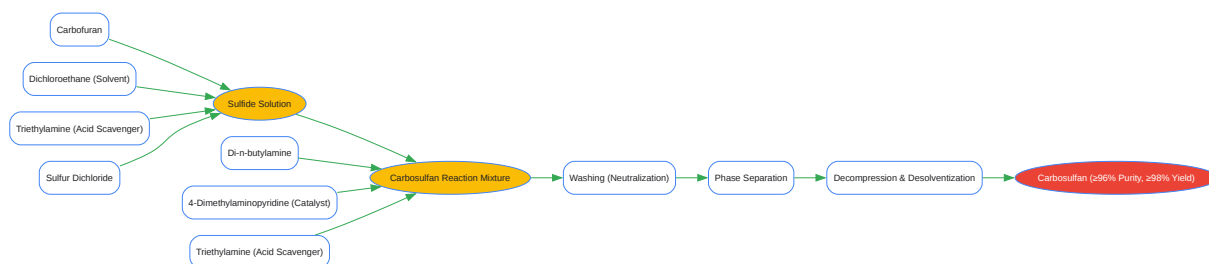 Carbofuran
Dichloroethane (Solvent)
Triethylamine (Acid Scavenger)
Sulfur Dichloride
Sulfide Solution
Di-n-butylamine
4-Dimethylaminopyridine (Catalyst)
Triethylamine (Acid Scavenger)
Carbosulfan Reaction Mixture
Washing (Neutralization)
Phase Separation
Decompression & Desolventization
Carbosulfan (≥96% Purity, ≥98% Yield)